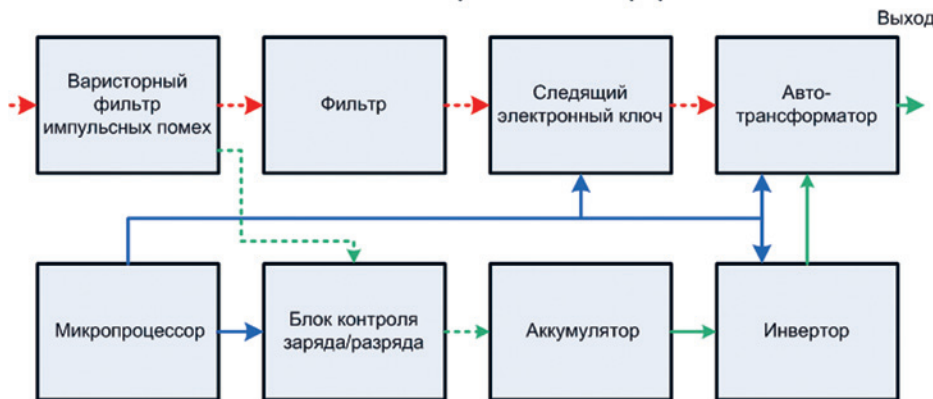 Выход
Варисторный
фильтр
импульсных помех
Фильтр
Следящий
электронный ключ
Авто-
трансформатор
Микропроцессор
Блок контроля
заряда/разряда
Аккумулятор
Инвертор